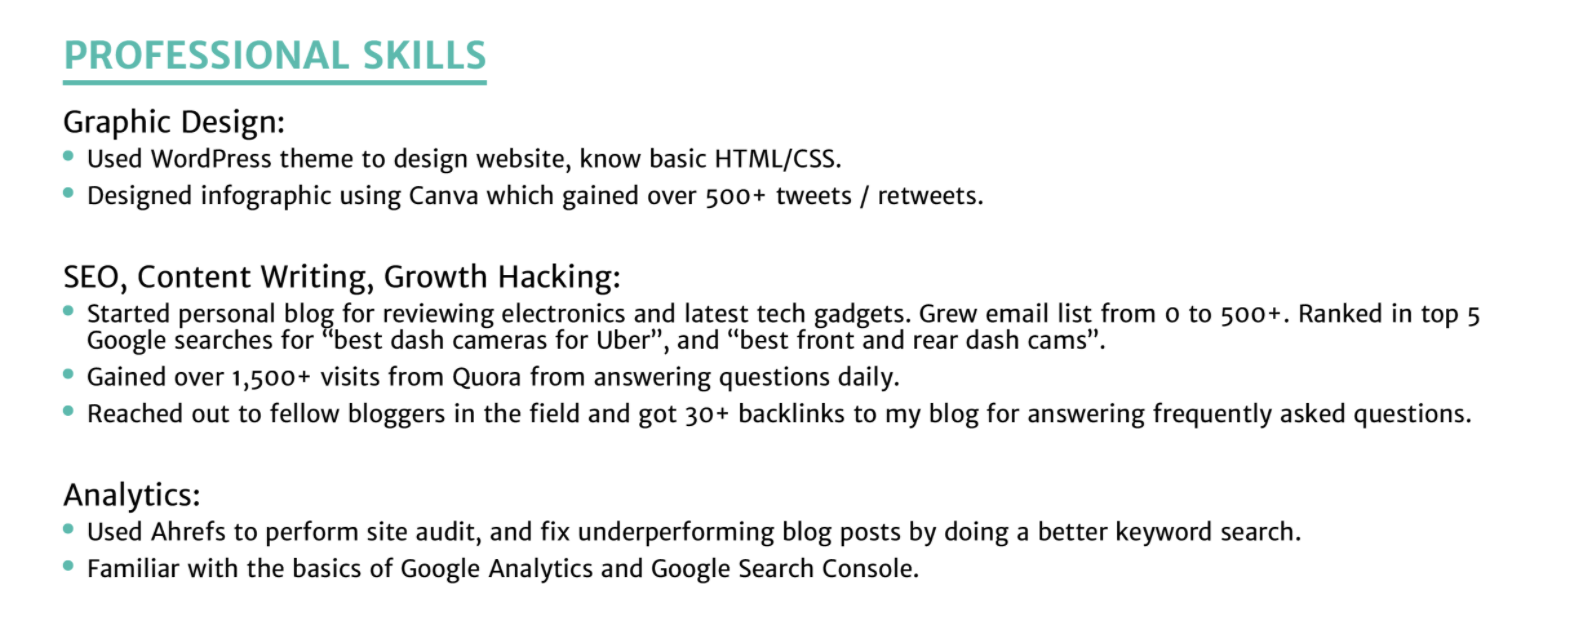 PROFESSIONAL SKILLS
Graphic Design:
• Used WordPress theme to design website, know basic HTML/CSS.
• Designed infographic using Canva which gained over 500+ tweets / retweets.
SEO, Content Writing, Growth Hacking:
• Started personal blog for reviewing electronics and latest tech gadgets. Grew email list from 0 to 500+. Ranked in top 5
Google searches for “best dash cameras for Uber”, and “best front and rear dash cams”.
• Gained over 1,500+ visits from Quora from answering questions daily.
• Reached out to fellow bloggers in the field and got 30+ backlinks to my blog for answering frequently asked questions.
Analytics:
• Used Ahrefs to perform site audit, and fix underperforming blog posts by doing a better keyword search.
• Familiar with the basics of Google Analytics and Google Search Console.